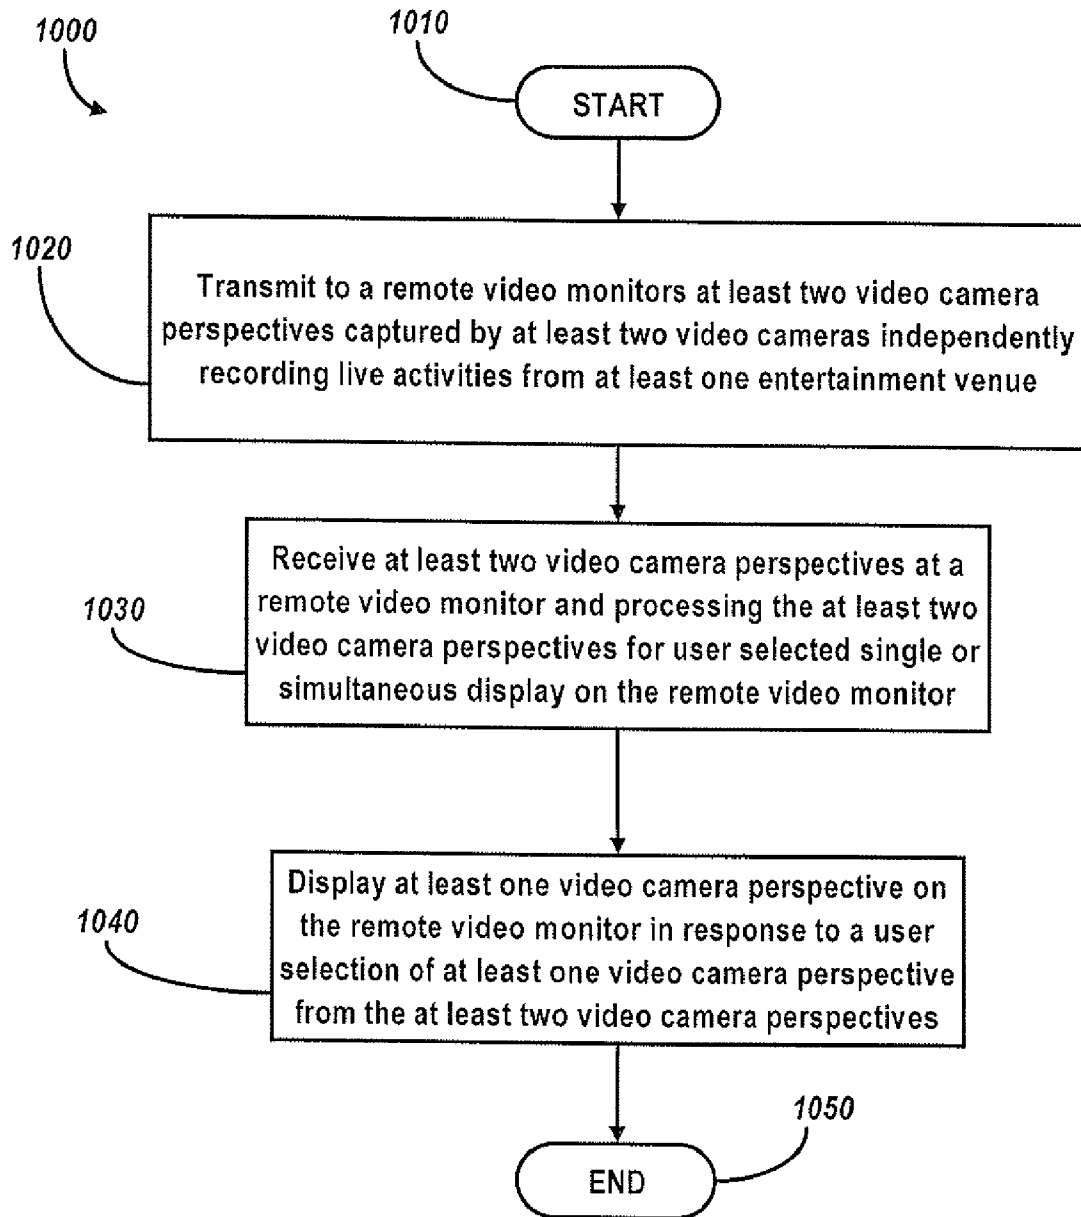 1000
1010
START
1020
Transmit to a remote video monitors at least two video camera
perspectives captured by at least two video cameras independently
recording live activities from at least one entertainment venue
1030
Receive at least two video camera perspectives at a
remote video monitor and processing the at least two
video camera perspectives for user selected single or
simultaneous display on the remote video monitor
1040
Display at least one video camera perspective on
the remote video monitor in response to a user
selection of at least one video camera perspective
from the at least two video camera perspectives
1050
END